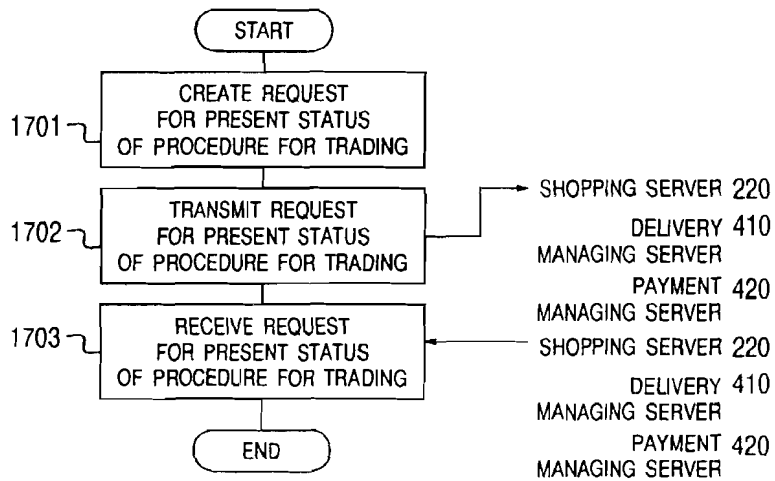 START
CREATE REQUEST
FOR PRESENT STATUS
OF PROCEDURE FOR TRADING
1701
TRANSMIT REQUEST
FOR PRESENT STATUS
OF PROCEDURE FOR TRADING
1702
SHOPPING SERVER 220
DELIVERY 410
MANAGING SERVER
PAYMENT 420
MANAGING SERVER
RECEIVE REQUEST
FOR PRESENT STATUS
OF PROCEDURE FOR TRADING
1703
SHOPPING SERVER 220
DELIVERY 410
MANAGING SERVER
PAYMENT 420
MANAGING SERVER
END